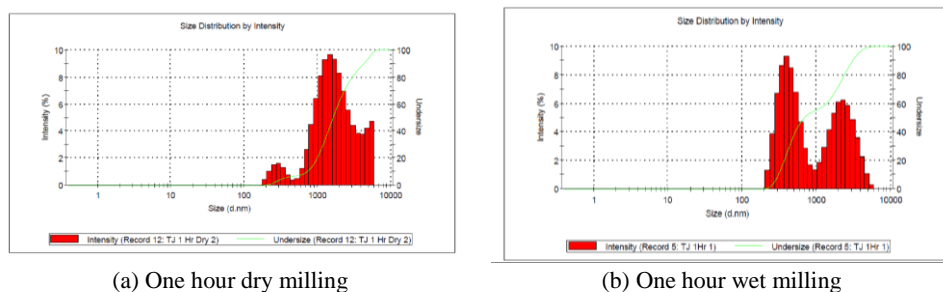 Size Distribution by Intensity
10
8
6
4
2
0
Intensity (%)
100
80
60
40
20
0
Undersize
1
10
100
1000
10000
Size (d.nm)
Intensity (Record 12: TJ 1 Hr Dry 2)
Undersize (Record 12: TJ 1 Hr Dry 2)
(a) One hour dry milling
Size Distribution by Intensity
10
8
6
4
2
0
Intensity (%)
100
80
60
40
20
0
Undersize
1
10
100
1000
10000
Size (d.nm)
Intensity (Record 5: TJ 1Hr 1)
Undersize (Record 5: TJ 1Hr 1)
(b) One hour wet milling